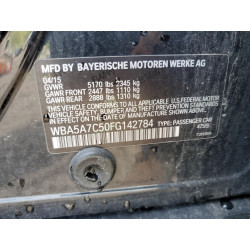 MFD BY BAYERISCHE MOTOREN WERKE AG
04/15
GVWR 5170 lbs 2345 kg
GAWR FRONT 2447 lbs 1110 kg
GAWR REAR 2888 lbs 1310 kg
THIS VEHICLE CONFORMS TO ALL APPLICABLE U.S. FEDERAL MOTOR
VEHICLE SAFETY, BUMPER AND THEFT PREVENTION STANDARDS IN
EFFECT ON THE DATE OF MANUFACTURE SHOWN ABOVE.
WBA5A7C50FG142784 TYPE: PASSENGER CAR